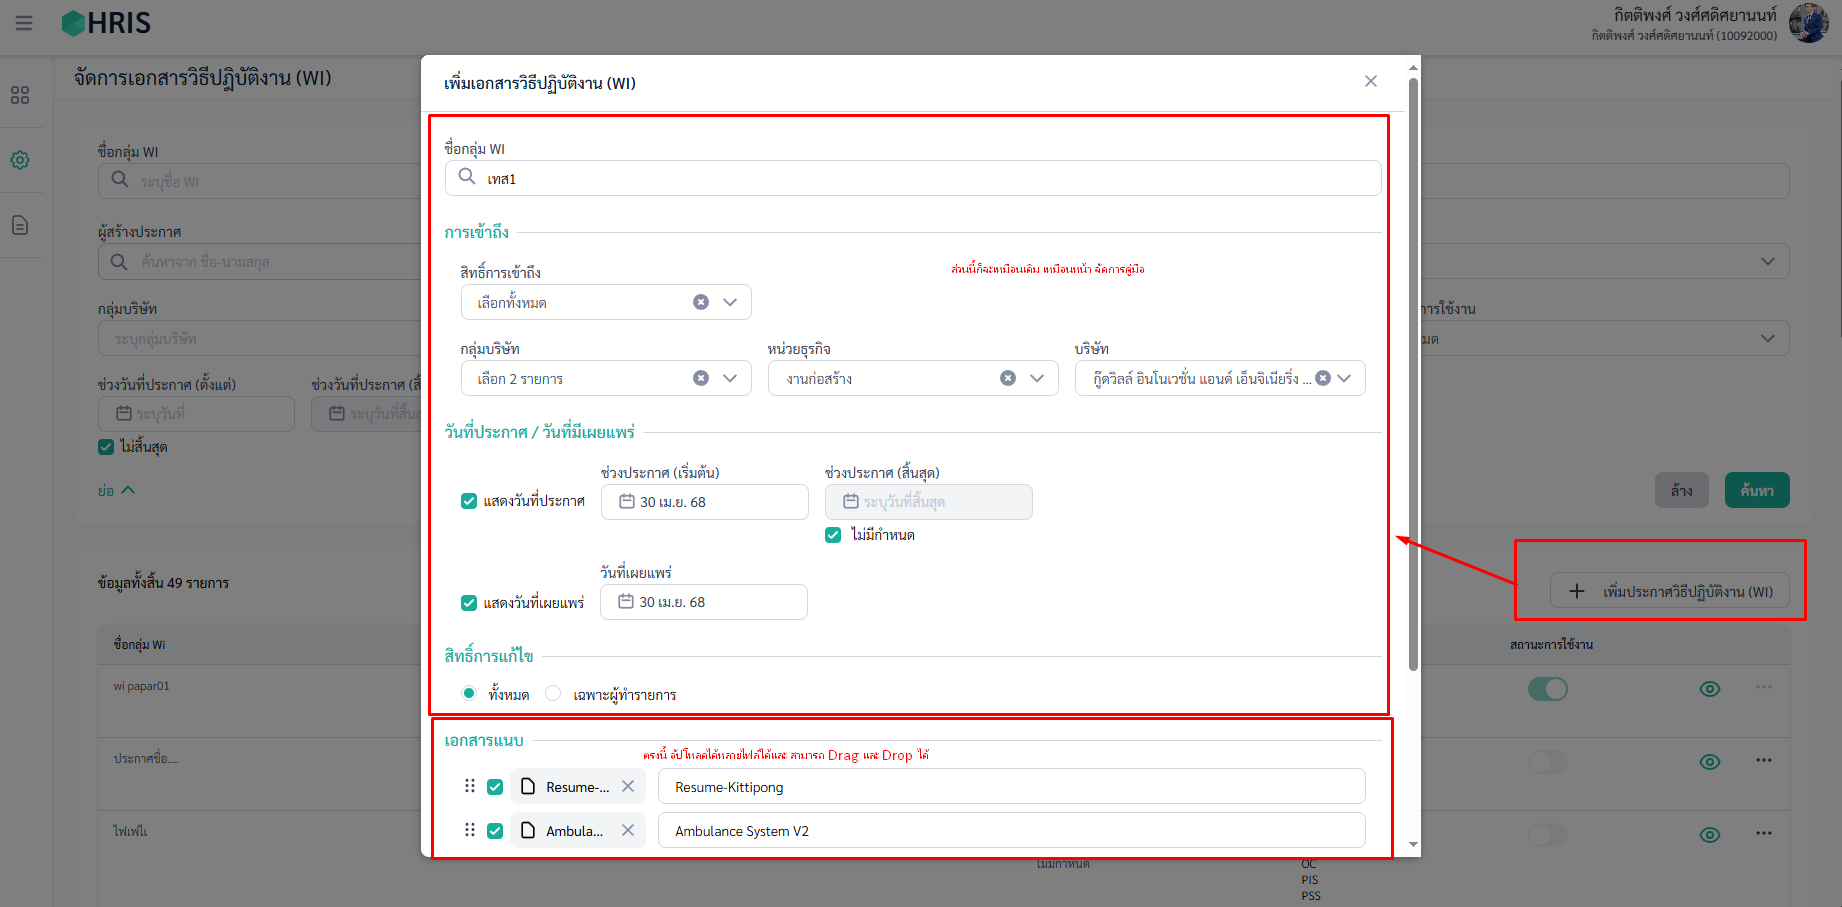 HRIS
กิตติพงศ์ วงศ์ศดิศยานนท์
กิตติพงศ์ วงศ์ศดิศยานนท์ (10092000)
จัดการเอกสารวิธีปฏิบัติงาน (WI)
ชื่อกลุ่ม WI
ระบุชื่อ WI
ผู้สร้างประกาศ
ค้นหาจาก ชื่อ-นามสกุล
กลุ่มบริษัท
ระบุกลุ่มบริษัท
การใช้งาน
ช่วงวันที่ประกาศ (ตั้งแต่)
ช่วงวันที่ประกาศ (สิ้
ระบุวันที่
ระบุวันที่สิ้นสุ
ไม่สิ้นสุด
ย่อ
ล้าง
ค้นหา
ข้อมูลทั้งสิ้น 49 รายการ
เพิ่มประกาศวิธีปฏิบัติงาน (WI)
ชื่อกลุ่ม Wi
สถานะการใช้งาน
wi papar01
ประกาศชื่อ....
ไฟเฟไเ
ไม่มีกำหนด
OC
PIS
PSS
เพิ่มเอกสารวิธีปฏิบัติงาน (WI)
ชื่อกลุ่ม WI
เทส1
การเข้าถึง
ส่วนนี้ก็จะเหมือนเดิม เหมือนหน้า จัดการคู่มือ
สิทธิ์การเข้าถึง
เลือกทั้งหมด
กลุ่มบริษัท
หน่วยธุรกิจ
บริษัท
เลือก 2 รายการ
งานก่อสร้าง
กู๊ดวิลล์ อินโนเวชั่น แอนด์ เอ็นจิเนียริ่ง ...
วันที่ประกาศ / วันที่มีเผยแพร่
ช่วงประกาศ (เริ่มต้น)
ช่วงประกาศ (สิ้นสุด)
แสดงวันที่ประกาศ
30 เม.ย. 68
ระบุวันที่สิ้นสุด
ไม่มีกำหนด
วันที่เผยแพร่
แสดงวันที่เผยแพร่
30 เม.ย. 68
สิทธิ์การแก้ไข
ทั้งหมด
เฉพาะผู้ทำรายการ
เอกสารแนบ
ตรงนี้ อัปโหลดได้หลายไฟล์ได้และ สามารถ Drag และ Drop ได้
Resume-...
Resume-Kittipong
Ambula...
Ambulance System V2